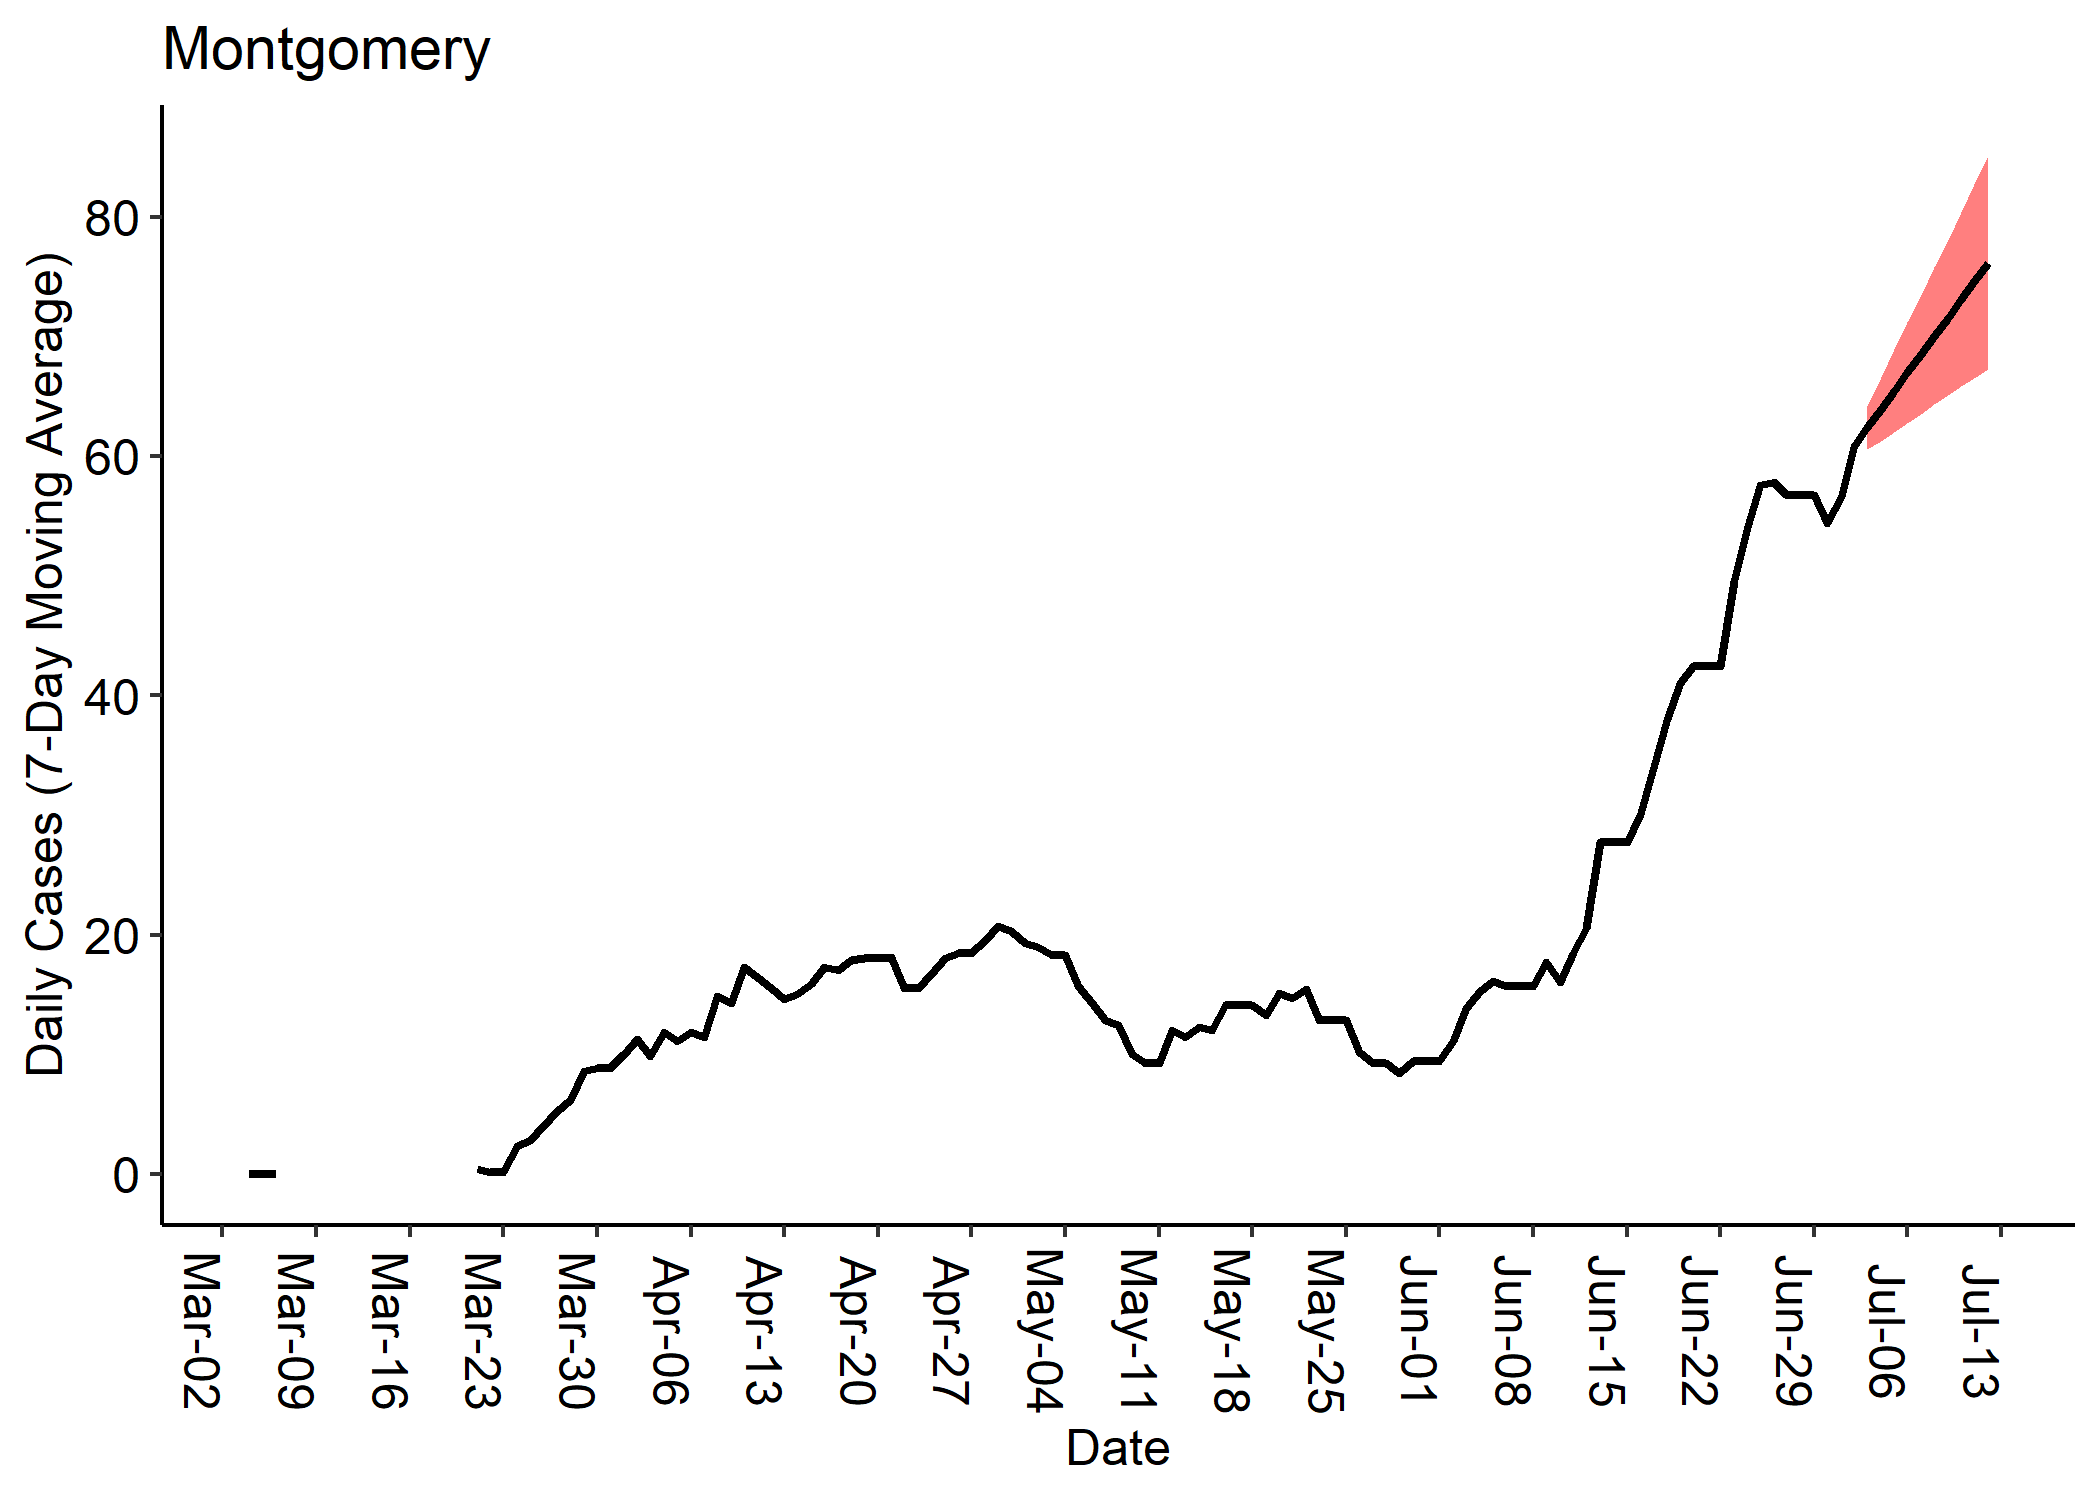 Montgomery
Daily Cases (7-Day Moving Average)
80
60
40
20
0
Mar-02
Mar-09
Mar-16
Mar-23
Mar-30
Apr-06
Apr-13
Apr-20
Apr-27
May-04
May-11
May-18
May-25
Jun-01
Jun-08
Jun-15
Jun-22
Jun-29
Jul-06
Jul-13
Date